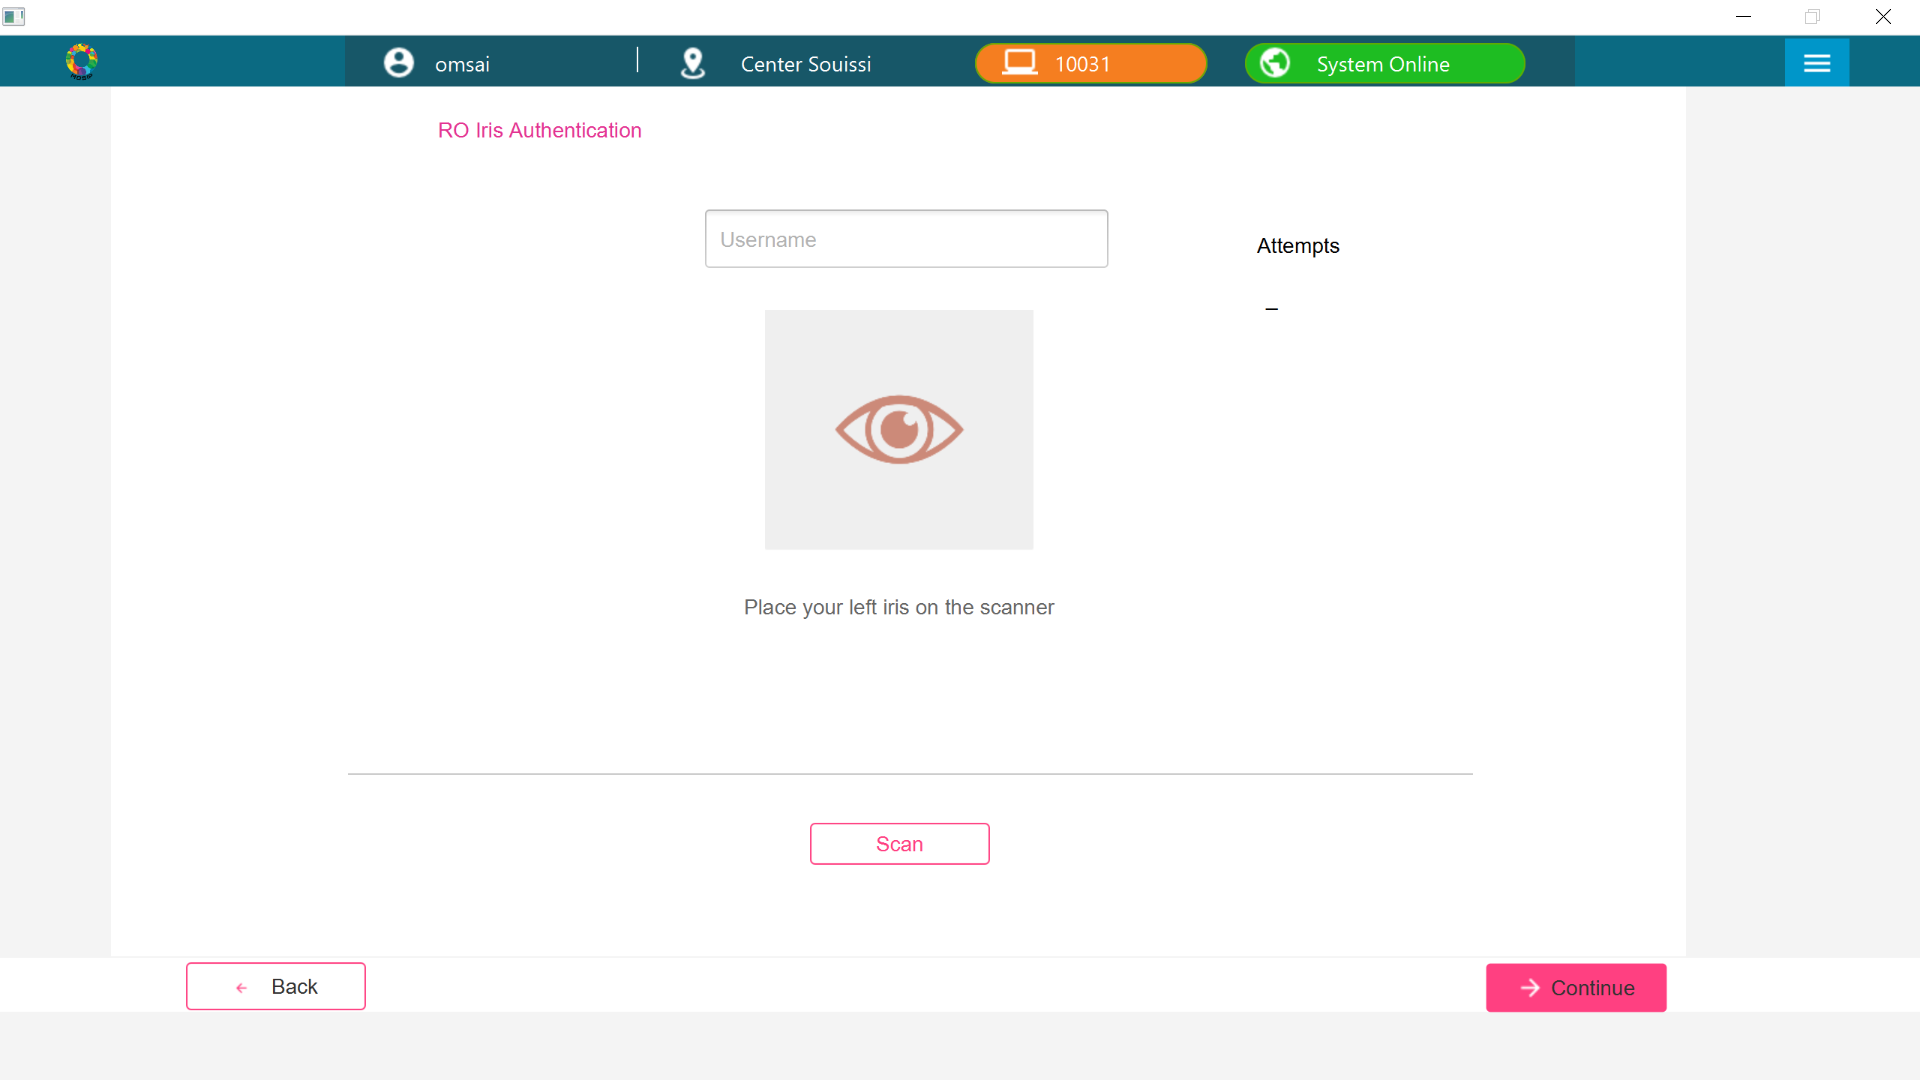 omsai
Center Souissi
10031
System Online
RO Iris Authentication
Username
Attempts
–
Place your left iris on the scanner
Scan
Back
Continue